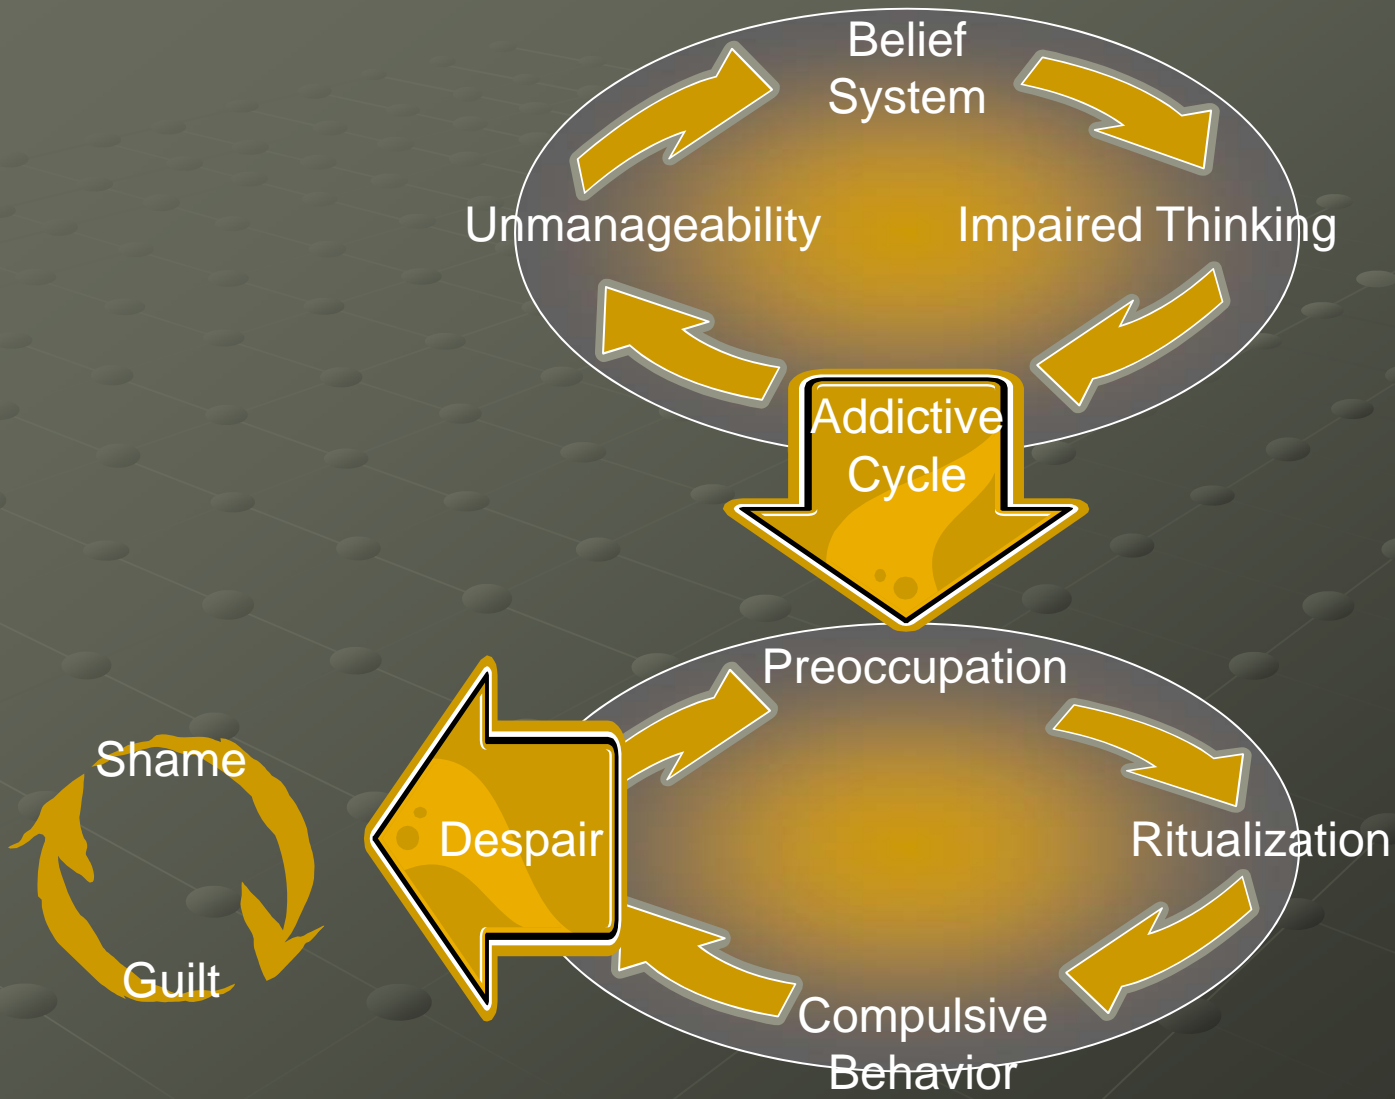 Belief
System
Unmanageability
Impaired Thinking
Addictive
Cycle
Preoccupation
Shame
Despair
Ritualization
Guilt
Compulsive
Behavior